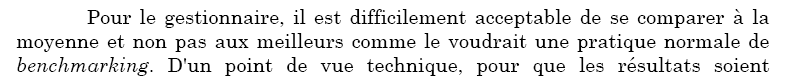 Pour le gestionnaire, il est difficilement acceptable de se comparer à la
moyenne et non pas aux meilleurs comme le voudrait une pratique normale de
benchmarking. D'un point de vue technique, pour que les résultats soient